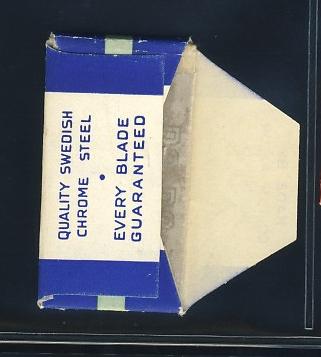 QUALITY SWEDISH
CHROME STEEL
•
EVERY BLADE
GUARANTEED